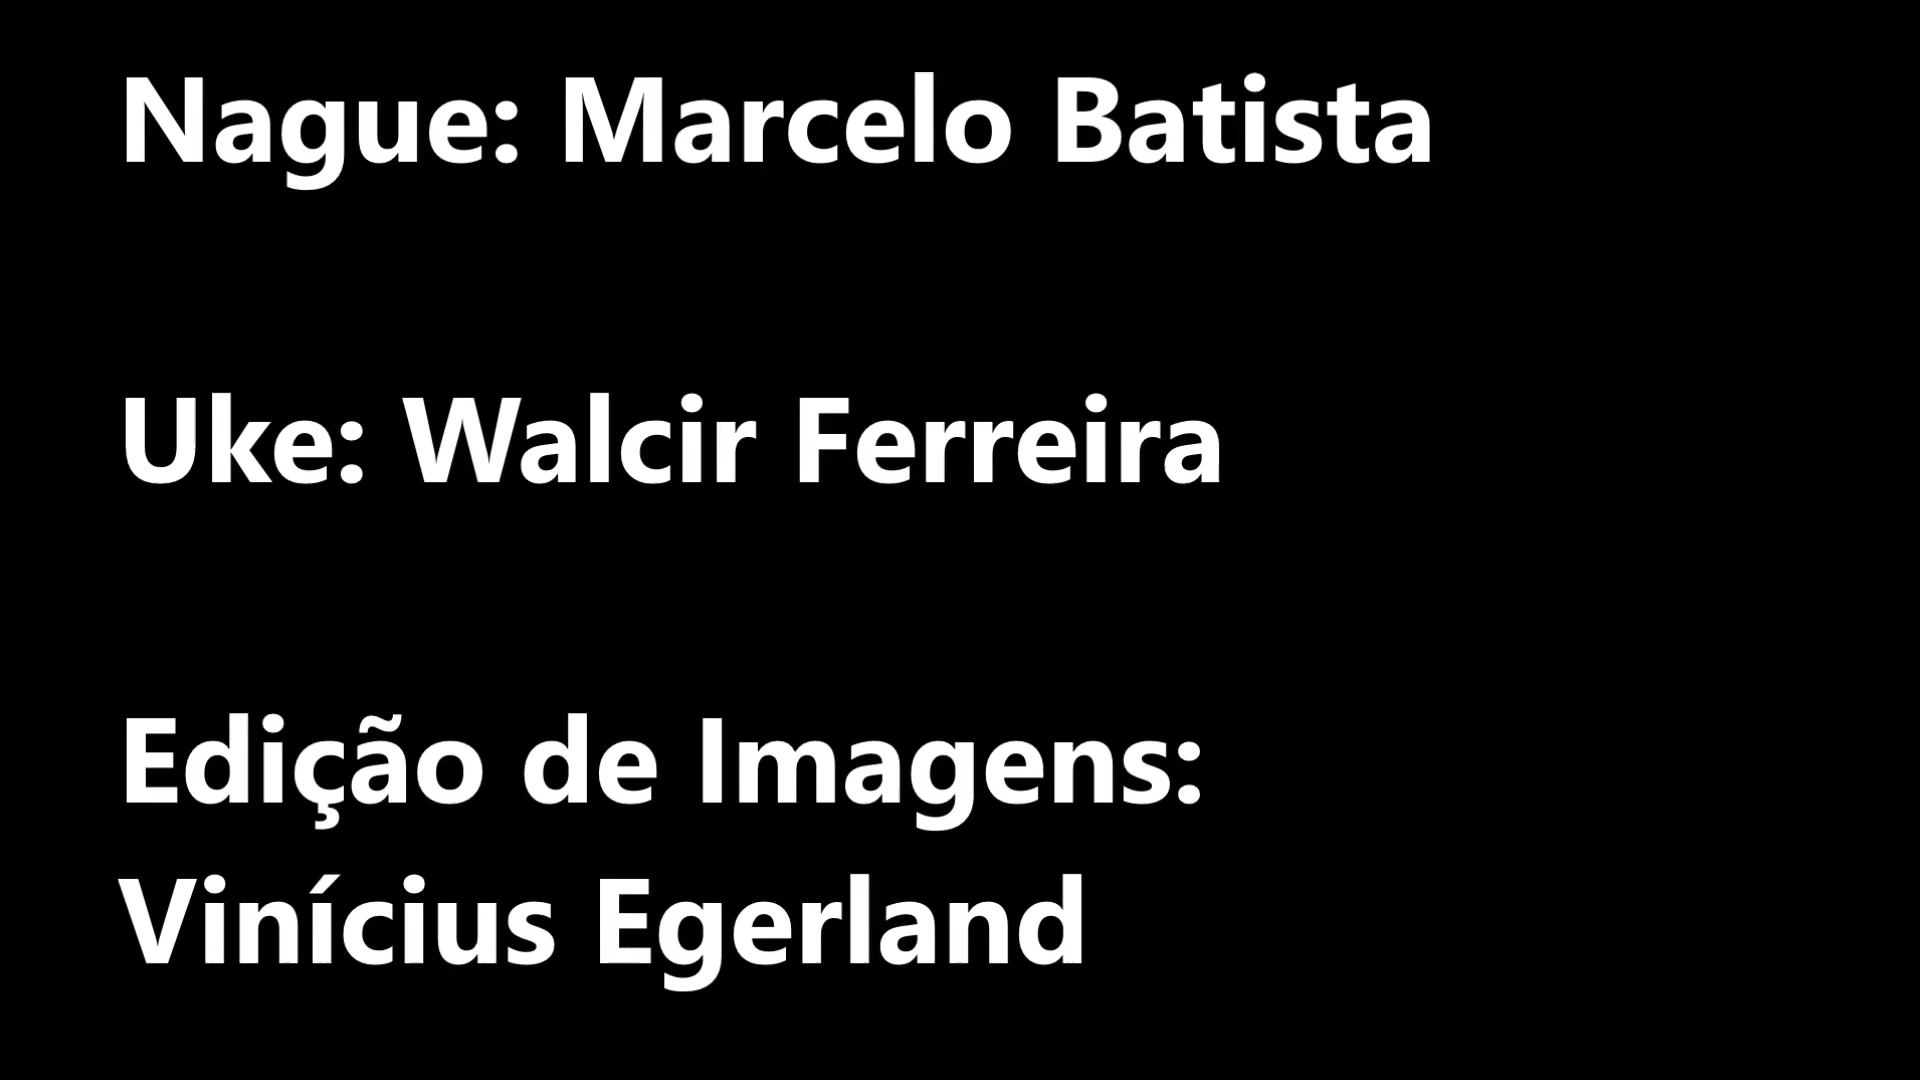 Nague: Marcelo Batista
Uke: Walcir Ferreira
Edição de Imagens:
Vinícius Egerland